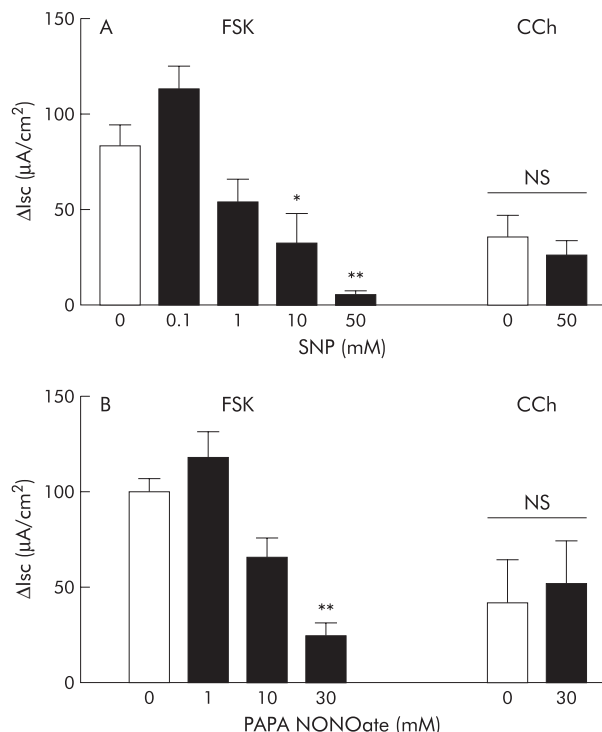 A FSK CCh
150
100
50
0
ΔIsc (µA/cm²)
* ** NS
0 0.1 1 10 50 0 50
SNP (mM)
B FSK CCh
150
100
50
0
ΔIsc (µA/cm²)
** NS
0 1 10 30 0 30
PAPA NONOate (mM)